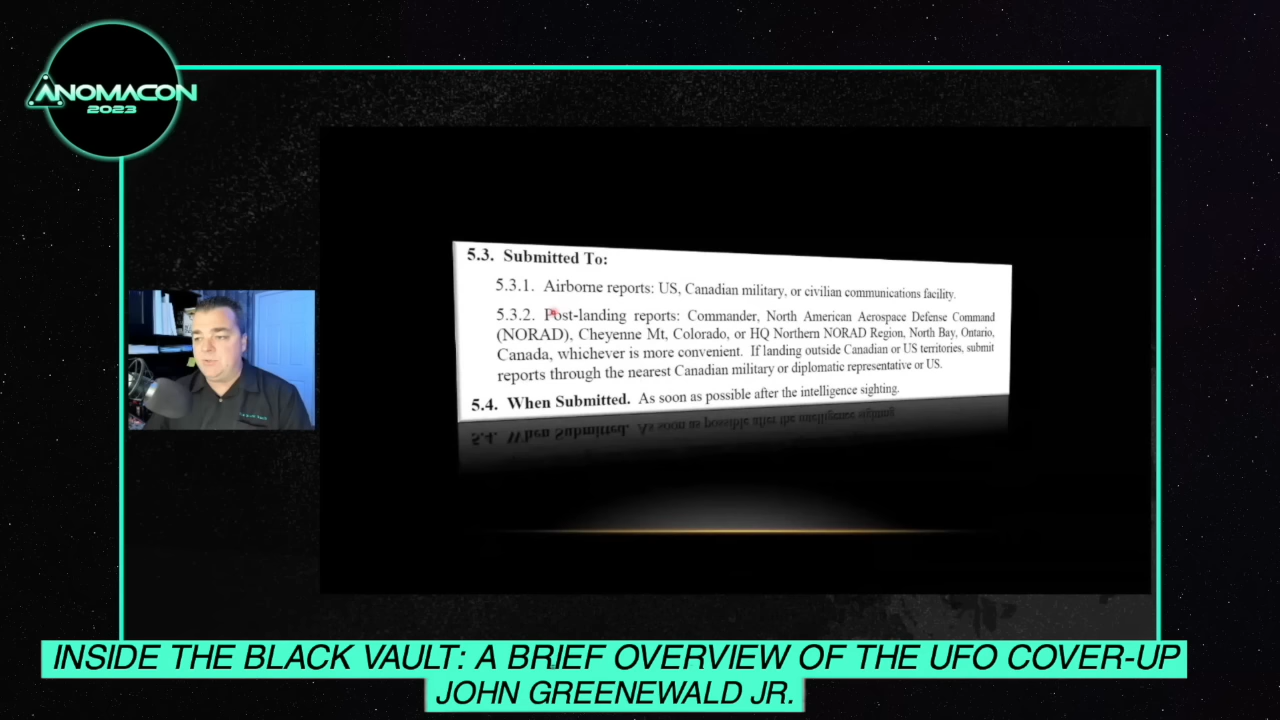 ANOMACON
2023
5.3. Submitted To:
5.3.1. Airborne reports: US, Canadian military, or civilian communications facility.
5.3.2. Post-landing reports: Commander, North American Aerospace Defense Command
(NORAD), Cheyenne Mt, Colorado, or HQ Northern NORAD Region, North Bay, Ontario,
Canada, whichever is more convenient. If landing outside Canadian or US territories, submit
reports through the nearest Canadian military or diplomatic representative or US.
5.4. When Submitted. As soon as possible after the intelligence sighting.
INSIDE THE BLACK VAULT: A BRIEF OVERVIEW OF THE UFO COVER-UP
JOHN GREENEWALD JR.